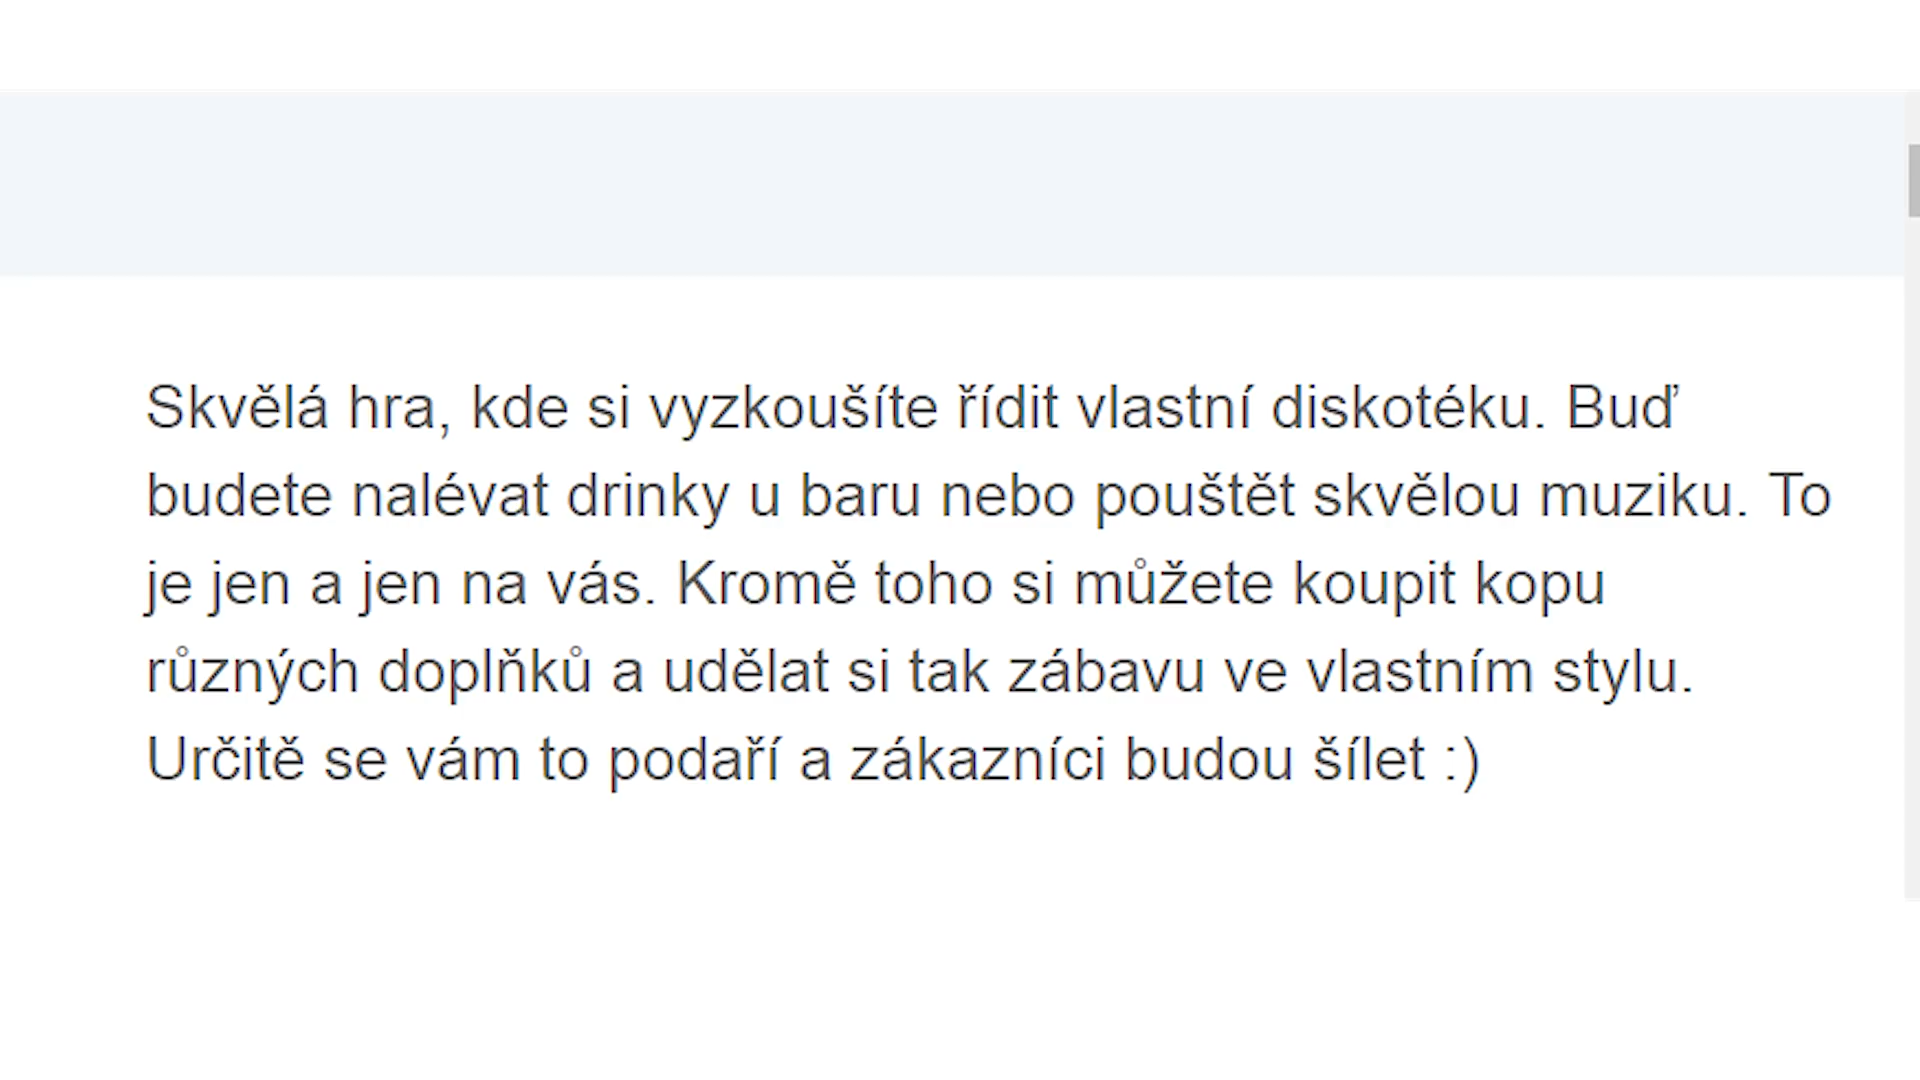 Skvělá hra, kde si vyzkoušíte řídit vlastní diskotéku. Buď
budete nalévat drinky u baru nebo pouštět skvělou muziku. To
je jen a jen na vás. Kromě toho si můžete koupit kopu
různých doplňků a udělat si tak zábavu ve vlastním stylu.
Určitě se vám to podaří a zákazníci budou šílet :)